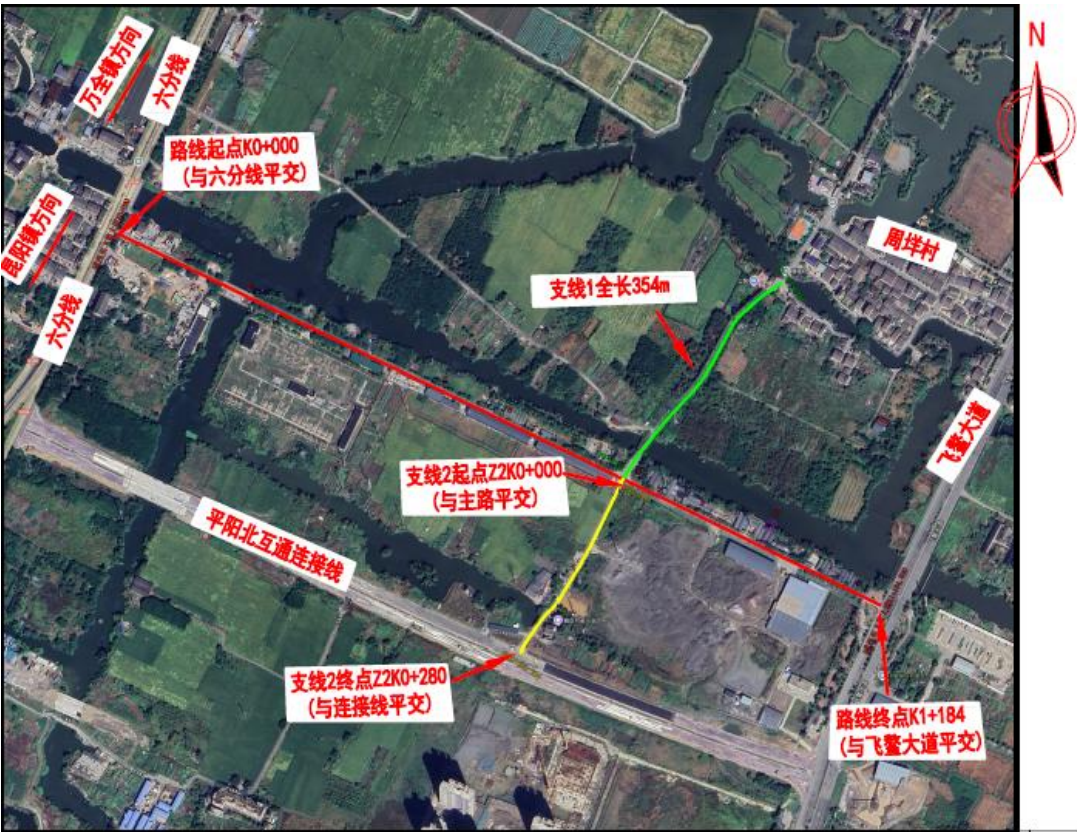 N
万全镇方向
六分线
路线起点K0+000
(与六分线平交)
昆阳镇方向
六分线
周垟村
支线1全长354m
飞鳌大道
支线2起点Z2K0+000
(与主路平交)
平阳北互通连接线
支线2终点Z2K0+280
(与连接线平交)
路线终点K1+184
(与飞鳌大道平交)